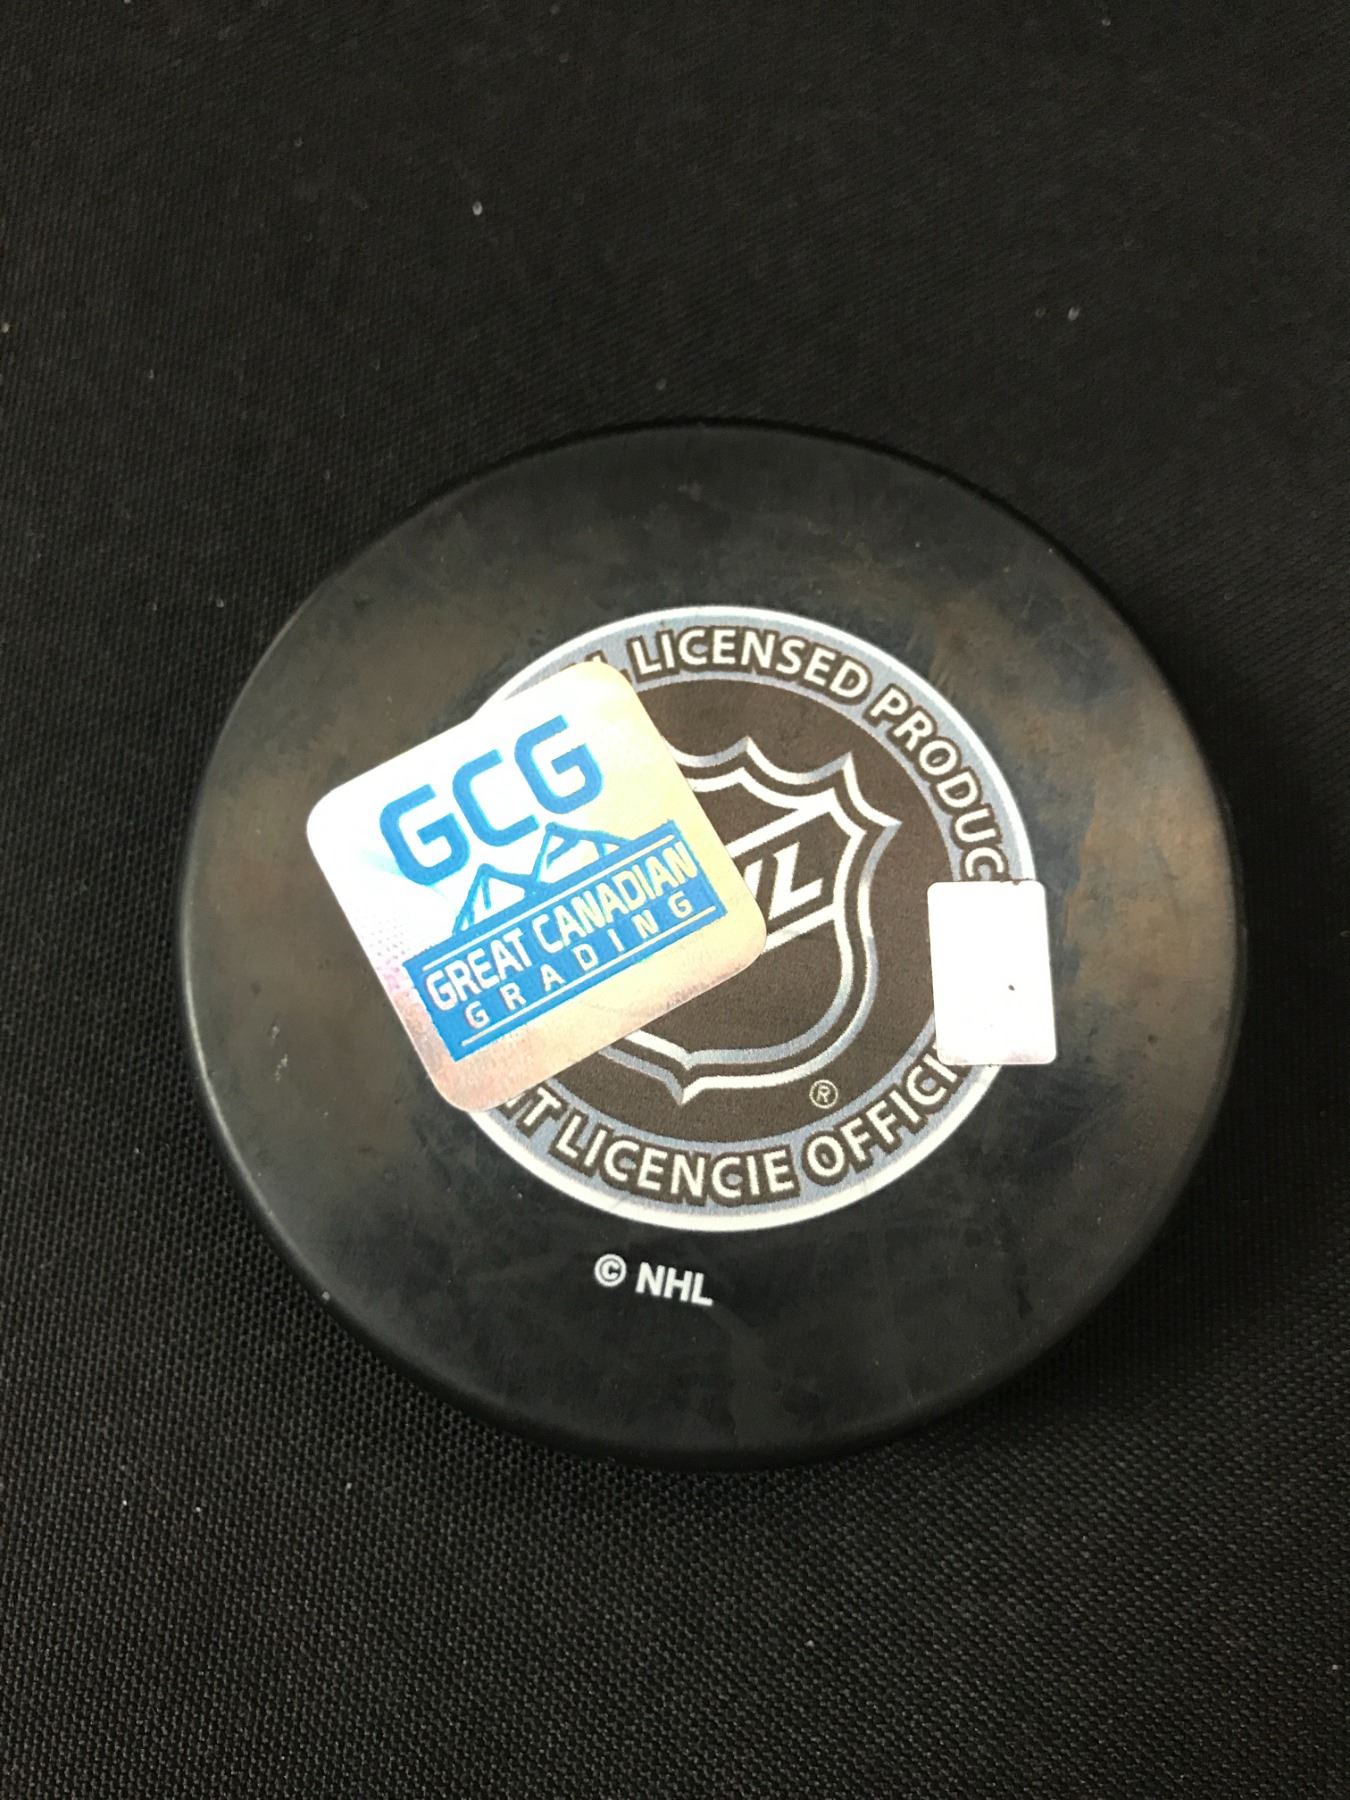 LICENSED PRODUC
GCG
GREAT CANADIAN
GRADING
®
LICENCIE OFFICI
© NHL